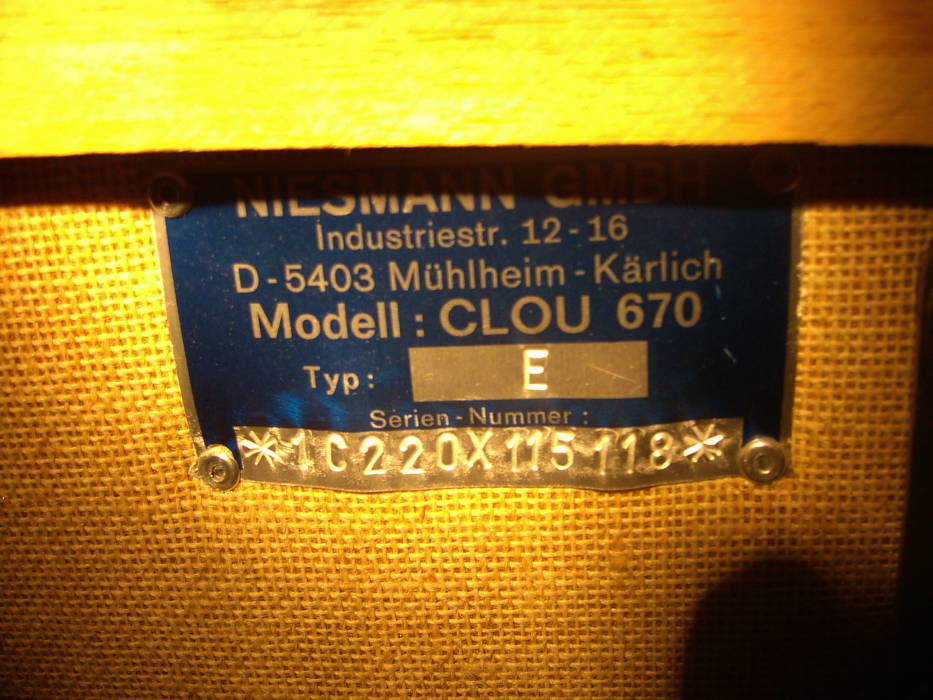 NIESMANN GMBH
Industriestr. 12-16
D-5403 Mühlheim-Kärlich
Modell: CLOU 670
Typ: E
Serien-Nummer:
*1C220X115118*